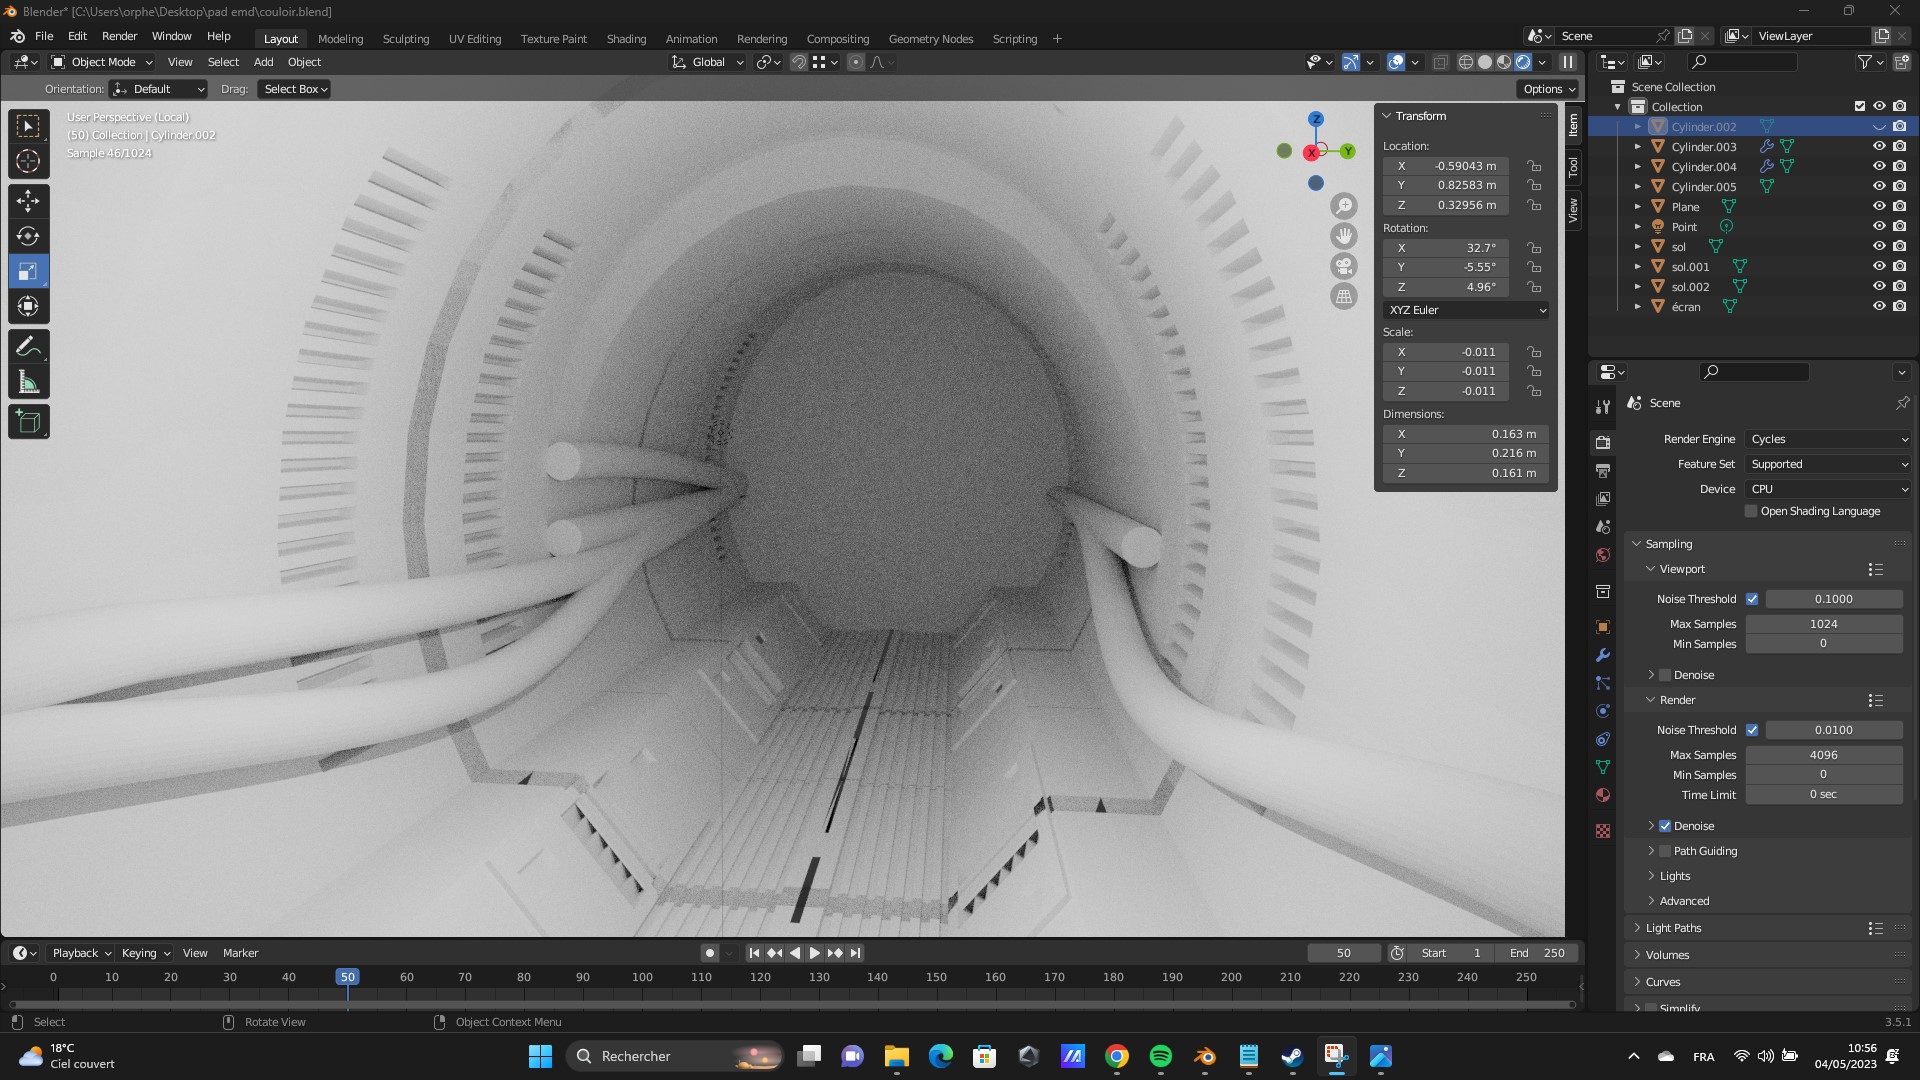 Blender* [C:\Users\orphe\Desktop\pad emd\couloir.blend]
File Edit Render Window Help
Layout Modeling Sculpting UV Editing Texture Paint Shading Animation Rendering Compositing Geometry Nodes Scripting +
Scene
ViewLayer
Object Mode View Select Add Object
Global
Orientation: Default Drag: Select Box
Options
User Perspective (Local)
(50) Collection | Cylinder.002
Sample 46/1024
Z
X
Y
Transform
Location:
X -0.59043 m
Y 0.82583 m
Z 0.32956 m
Rotation:
X 32.7°
Y -5.55°
Z 4.96°
XYZ Euler
Scale:
X -0.011
Y -0.011
Z -0.011
Dimensions:
X 0.163 m
Y 0.216 m
Z 0.161 m
Item
Tool
View
Scene Collection
Collection
Cylinder.002
Cylinder.003
Cylinder.004
Cylinder.005
Plane
Point
sol
sol.001
sol.002
écran
Scene
Render Engine Cycles
Feature Set Supported
Device CPU
Open Shading Language
Sampling
Viewport
Noise Threshold 0.1000
Max Samples 1024
Min Samples 0
Denoise
Render
Noise Threshold 0.0100
Max Samples 4096
Min Samples 0
Time Limit 0 sec
Denoise
Path Guiding
Lights
Advanced
Light Paths
Volumes
Curves
Simplify
Playback Keying View Marker
50 Start 1 End 250
0 10 20 30 40 50 60 70 80 90 100 110 120 130 140 150 160 170 180 190 200 210 220 230 240 250
Select Rotate View Object Context Menu
3.5.1
18°C
Ciel couvert
Rechercher
FRA
10:56
04/05/2023